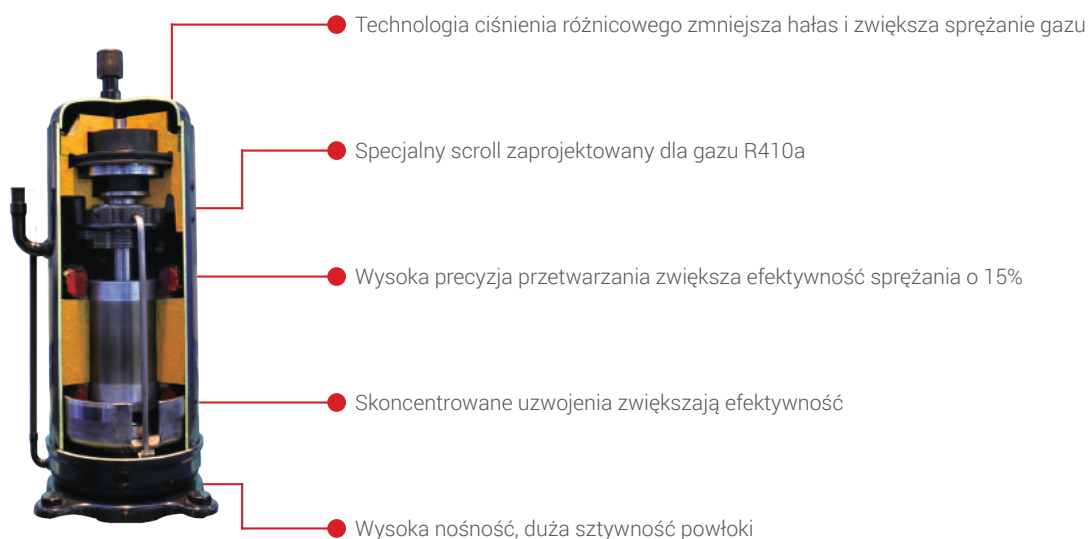 Technologia ciśnienia różnicowego zmniejsza hałas i zwiększa sprężanie gazu
Specjalny scroll zaprojektowany dla gazu R410a
Wysoka precyzja przetwarzania zwiększa efektywność sprężania o 15%
Skoncentrowane uzwojenia zwiększają efektywność
Wysoka nośność, duża sztywność powłoki